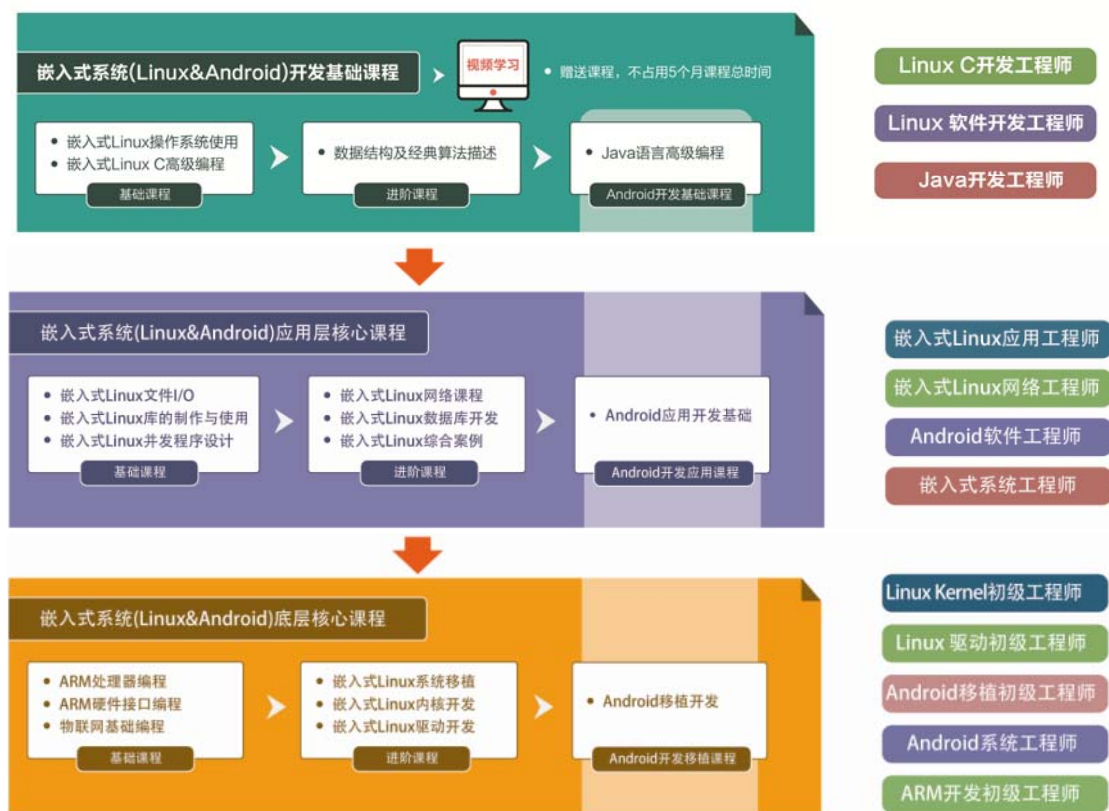 嵌入式系统(Linux&Android)开发基础课程
视频学习
• 赠送课程，不占用5个月课程总时间
• 嵌入式Linux操作系统使用
• 嵌入式Linux C高级编程
基础课程
• 数据结构及经典算法描述
进阶课程
• Java语言高级编程
Android开发基础课程
Linux C开发工程师
Linux 软件开发工程师
Java开发工程师
嵌入式系统(Linux&Android)应用层核心课程
• 嵌入式Linux文件I/O
• 嵌入式Linux库的制作与使用
• 嵌入式Linux并发程序设计
基础课程
• 嵌入式Linux网络课程
• 嵌入式Linux数据库开发
• 嵌入式Linux综合案例
进阶课程
• Android应用开发基础
Android开发应用课程
嵌入式Linux应用工程师
嵌入式Linux网络工程师
Android软件工程师
嵌入式系统工程师
嵌入式系统(Linux&Android)底层核心课程
• ARM处理器编程
• ARM硬件接口编程
• 物联网基础编程
基础课程
• 嵌入式Linux系统移植
• 嵌入式Linux内核开发
• 嵌入式Linux驱动开发
进阶课程
• Android移植开发
Android开发移植课程
Linux Kernel初级工程师
Linux 驱动初级工程师
Android移植初级工程师
Android系统工程师
ARM开发初级工程师